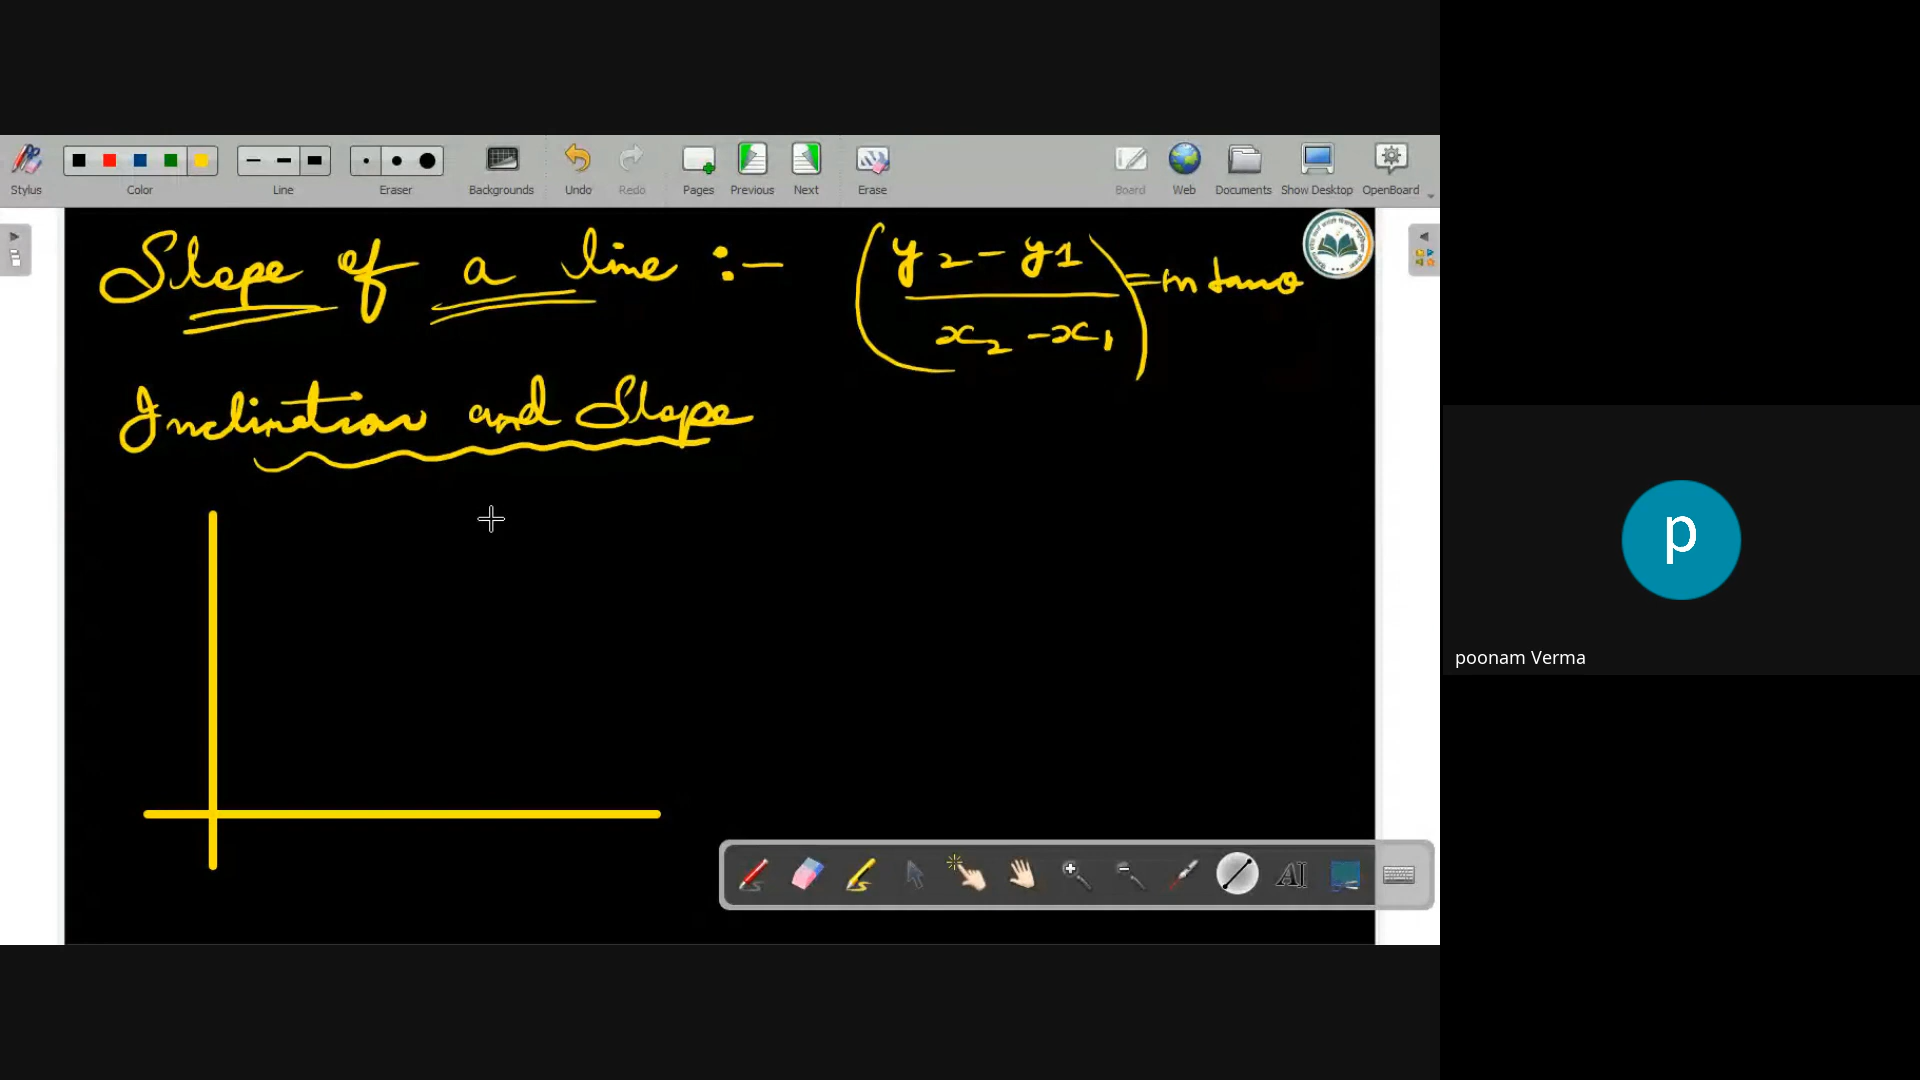 Stylus Color Line Eraser Backgrounds Undo Redo Pages Previous Next Erase Board Web Documents Show Desktop OpenBoard
Slope of a line :- (y2 - y1 / x2 - x1) = m tanθ
Inclination and Slope
p
poonam Verma